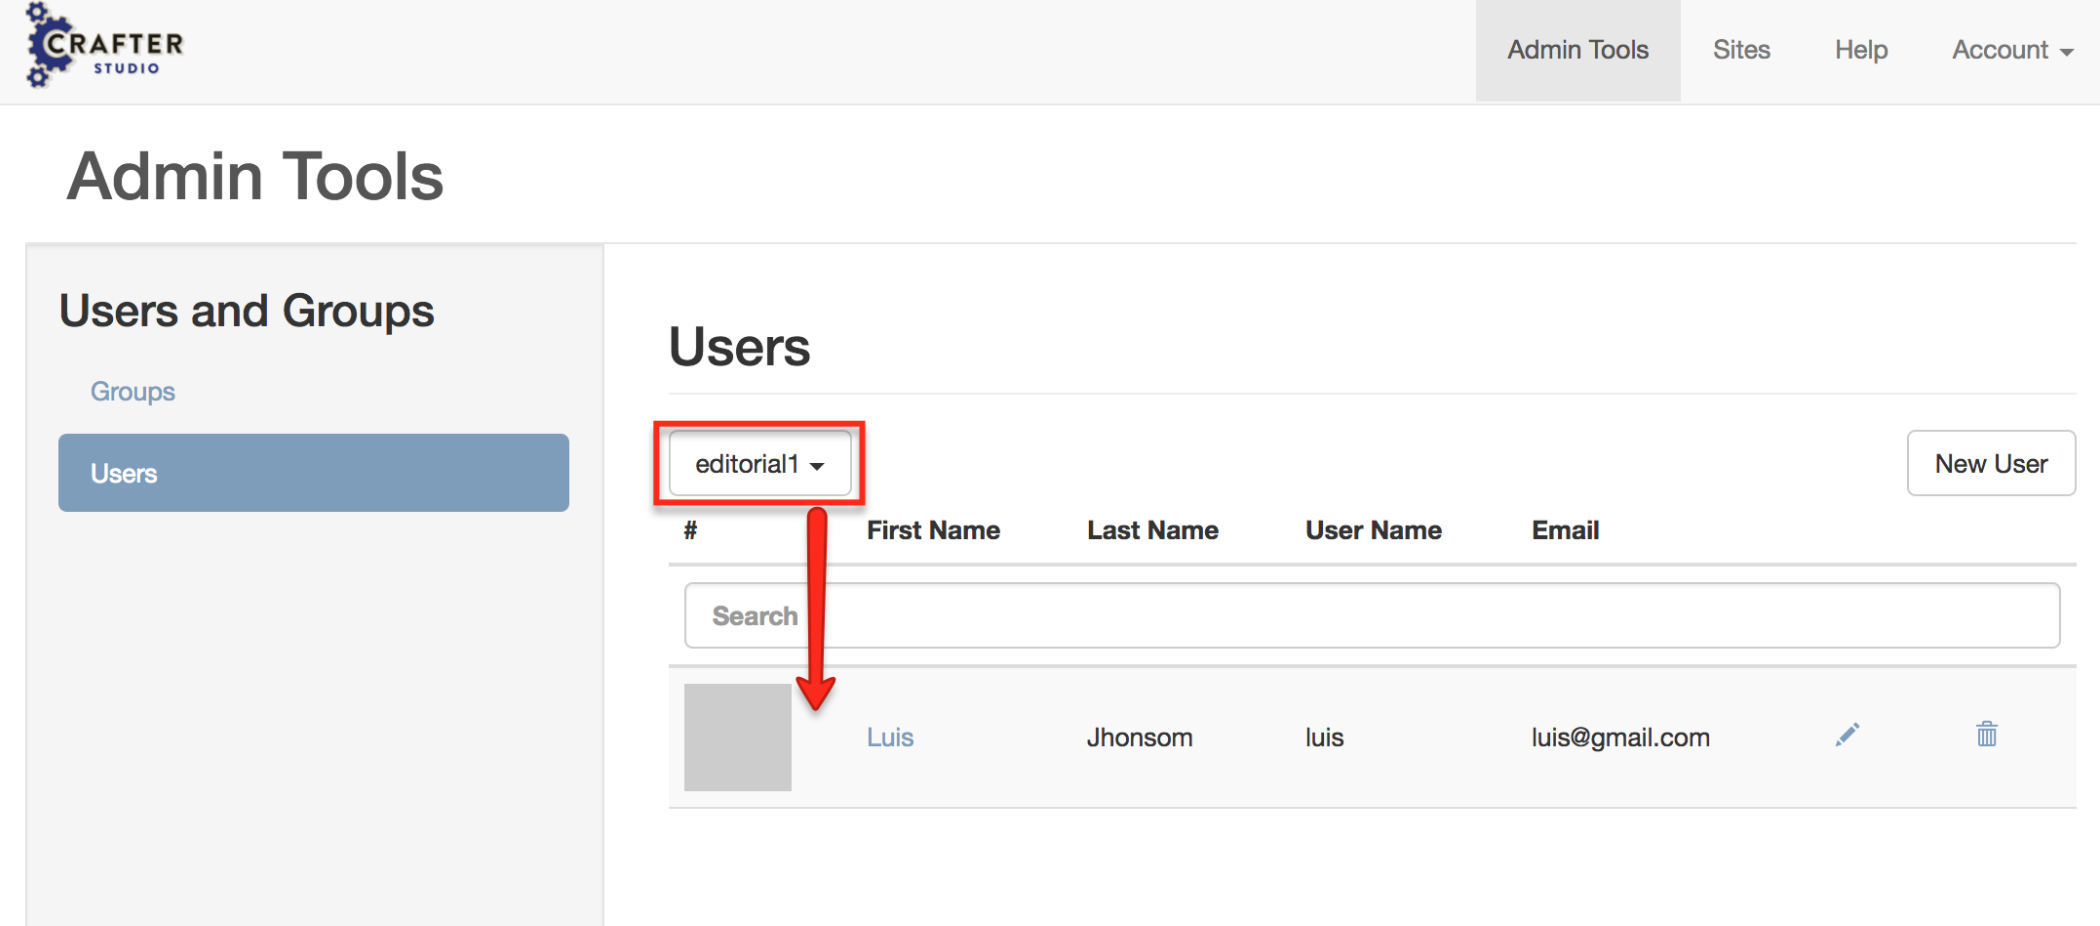 CRAFTER
STUDIO
Admin Tools Sites Help Account
Admin Tools
Users and Groups
Groups
Users
Users
editorial1
New User
# First Name Last Name User Name Email
Search
Luis Jhonsom luis luis@gmail.com